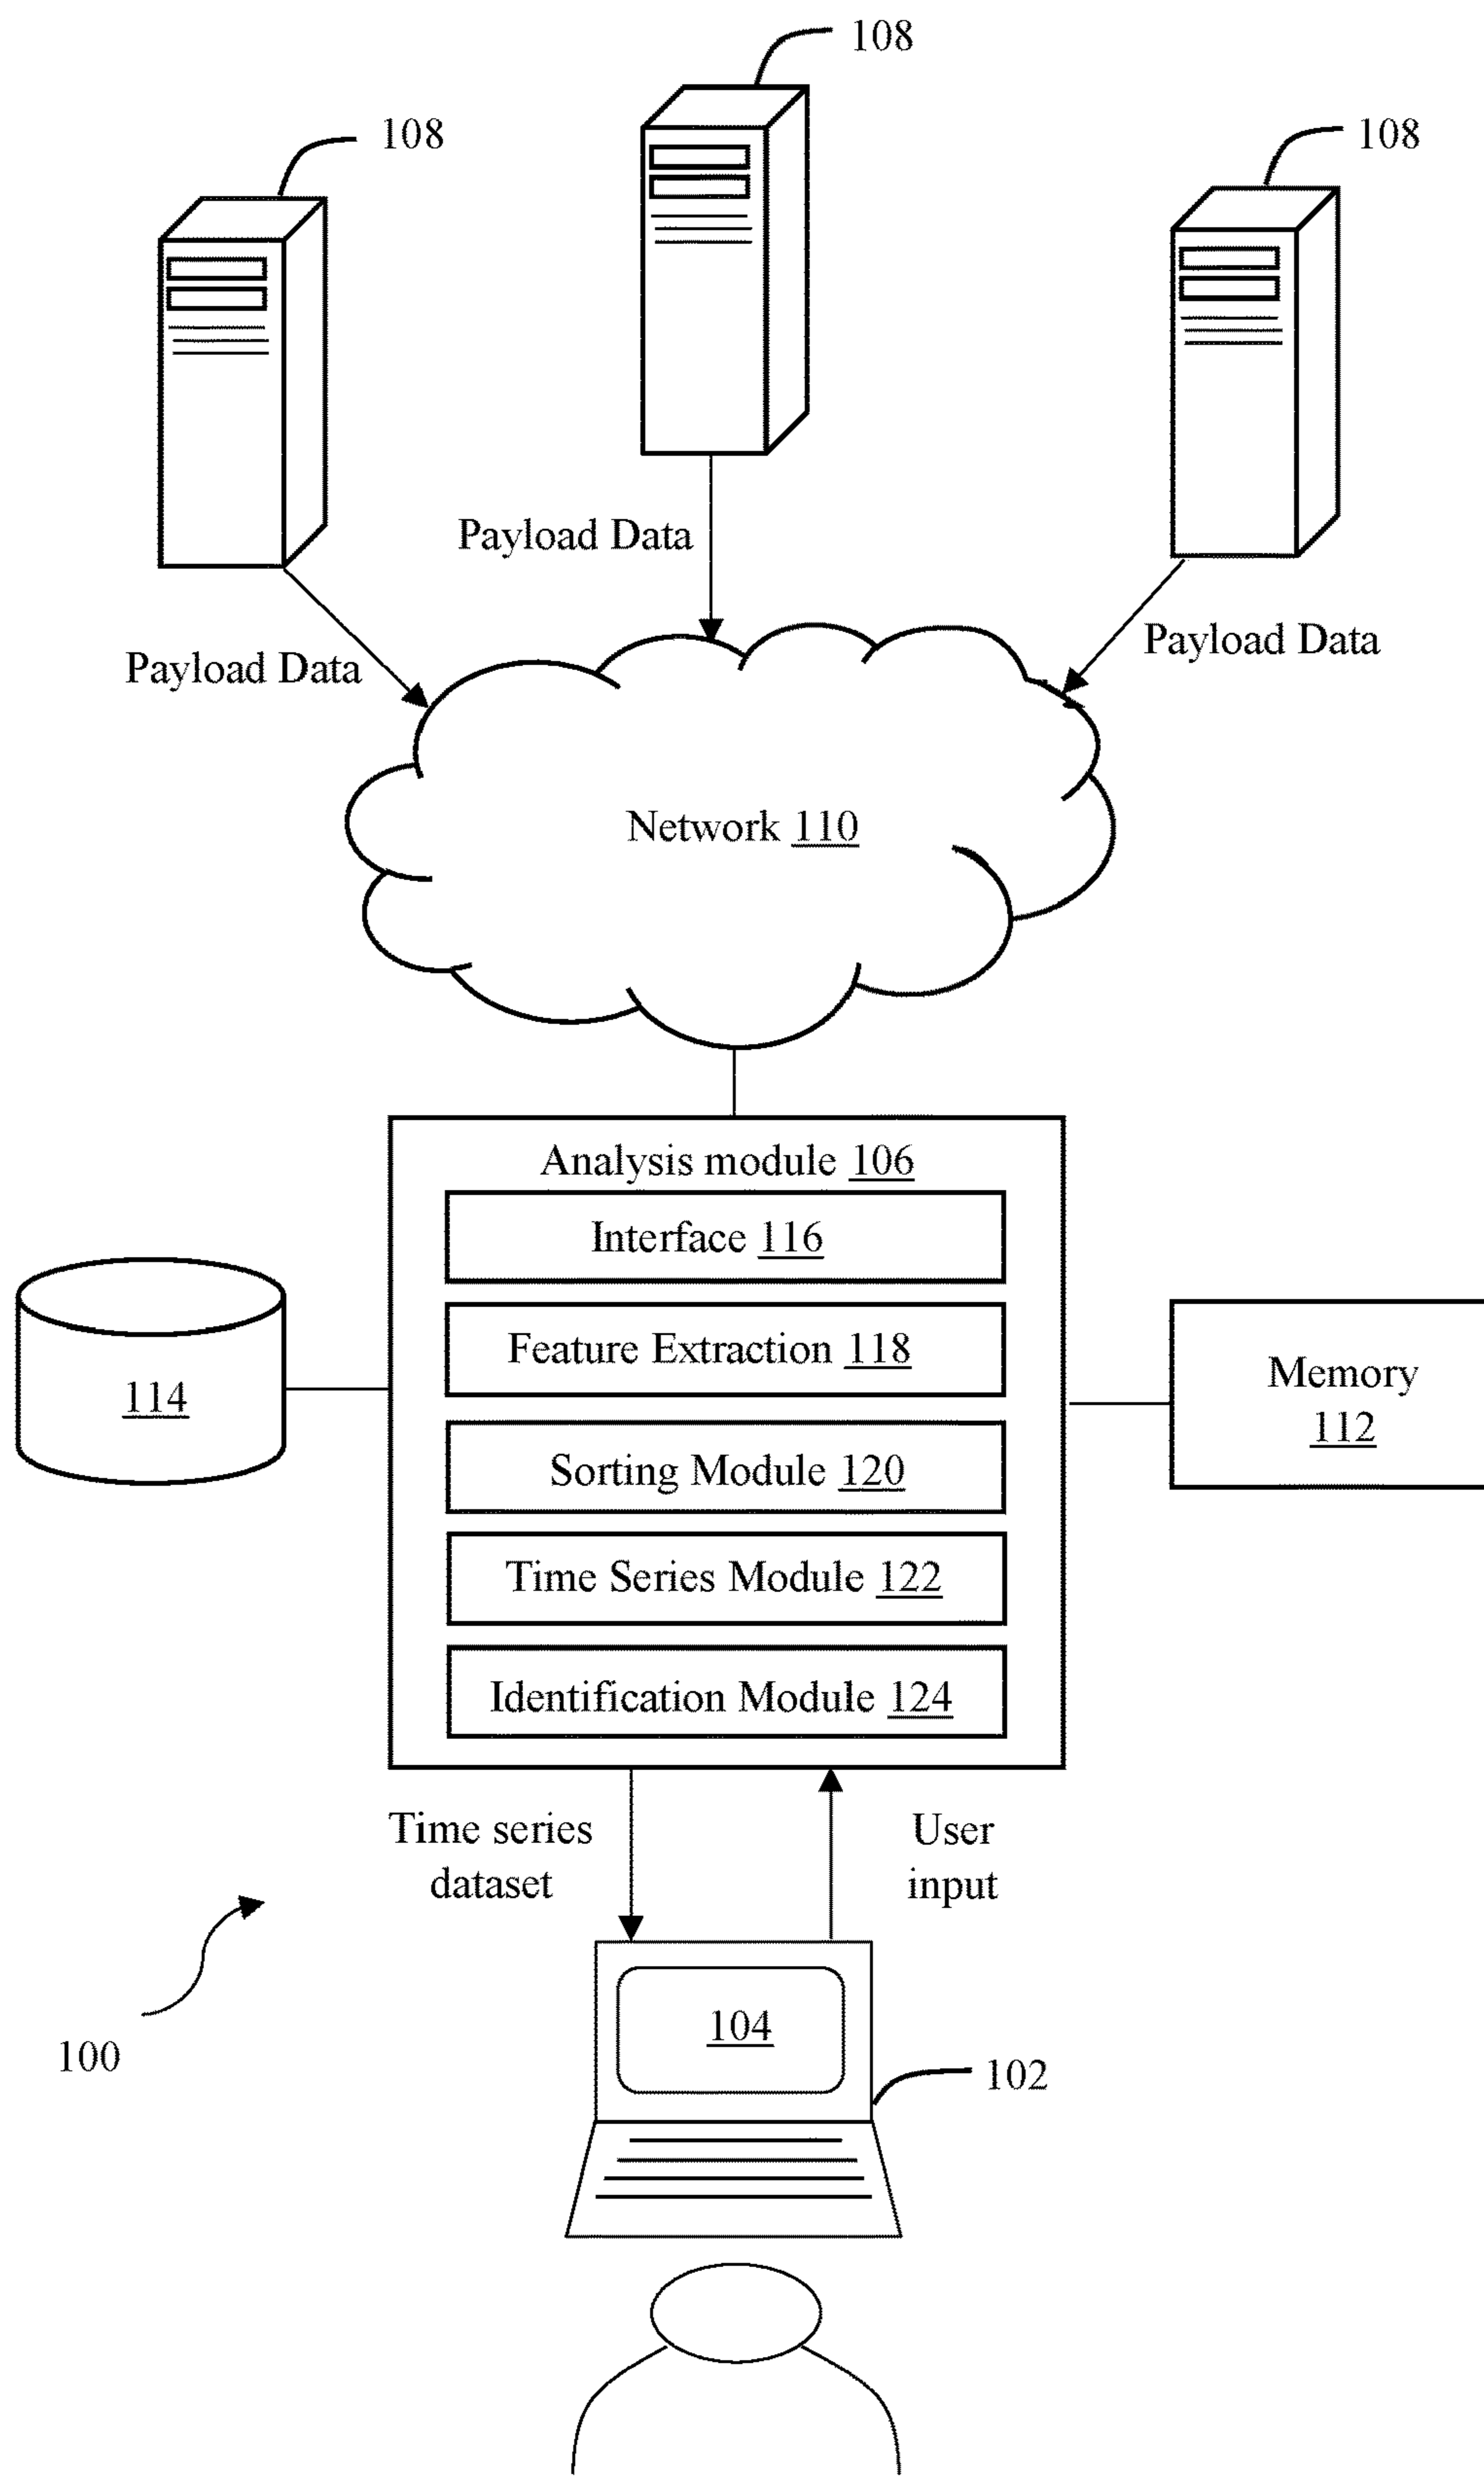 108
108
108
Payload Data
Payload Data
Payload Data
Network 110
Analysis module 106
Interface 116
Feature Extraction 118
Sorting Module 120
Time Series Module 122
Identification Module 124
114
Memory
112
Time series
dataset
User
input
100
104
102